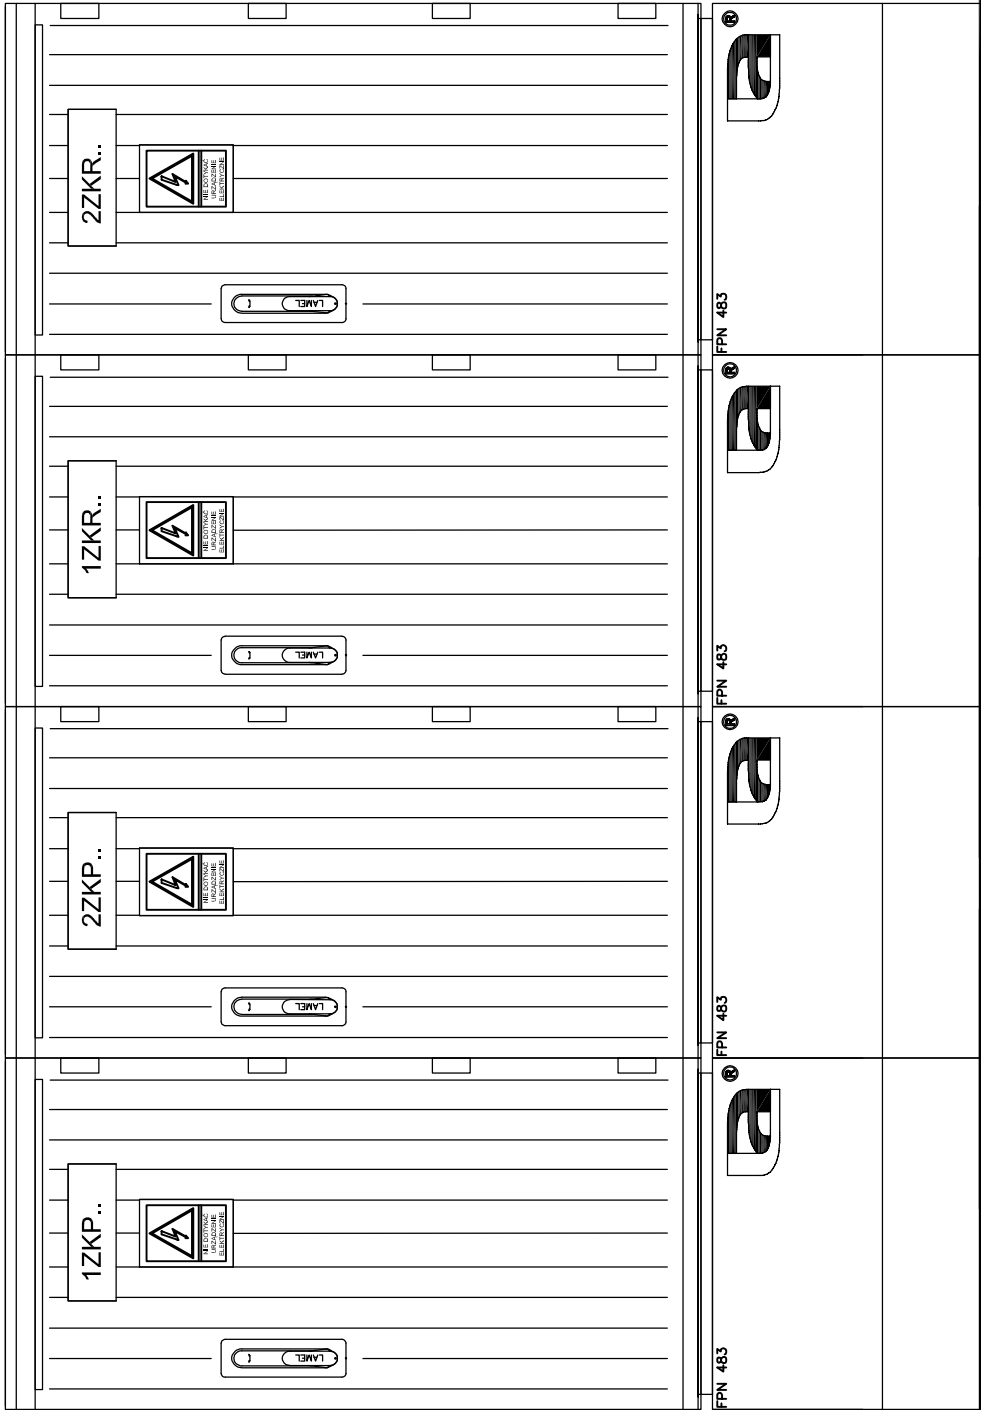 2ZKR..
NIE DOTYKAĆ
URZĄDZENIE
ELEKTRYCZNE
LAMEL
FPN 483
®
1ZKR..
NIE DOTYKAĆ
URZĄDZENIE
ELEKTRYCZNE
LAMEL
FPN 483
®
2ZKP..
NIE DOTYKAĆ
URZĄDZENIE
ELEKTRYCZNE
LAMEL
FPN 483
®
1ZKP..
NIE DOTYKAĆ
URZĄDZENIE
ELEKTRYCZNE
LAMEL
FPN 483
®